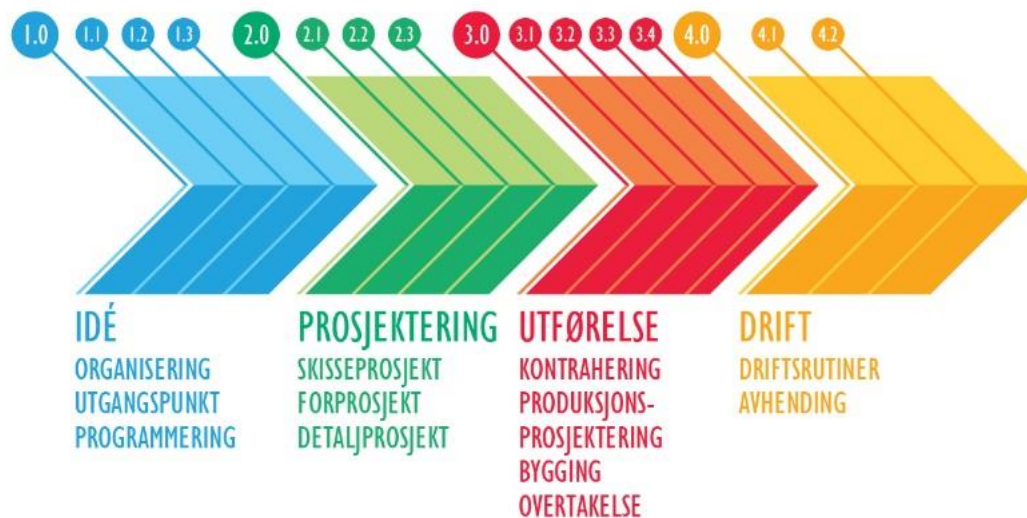 1.0 1.1 1.2 1.3 2.0 2.1 2.2 2.3 3.0 3.1 3.2 3.3 3.4 4.0 4.1 4.2
IDÉ
ORGANISERING
UTGANGSPUNKT
PROGRAMMERING
PROSJEKTERING
SKISSEPROSJEKT
FORPROSJEKT
DETALJPROSJEKT
UTFØRELSE
KONTRAHERING
PRODUKSJONS-
PROSJEKTERING
BYGGING
OVERTAKELSE
DRIFT
DRIFTSRUTINER
AVHENDING